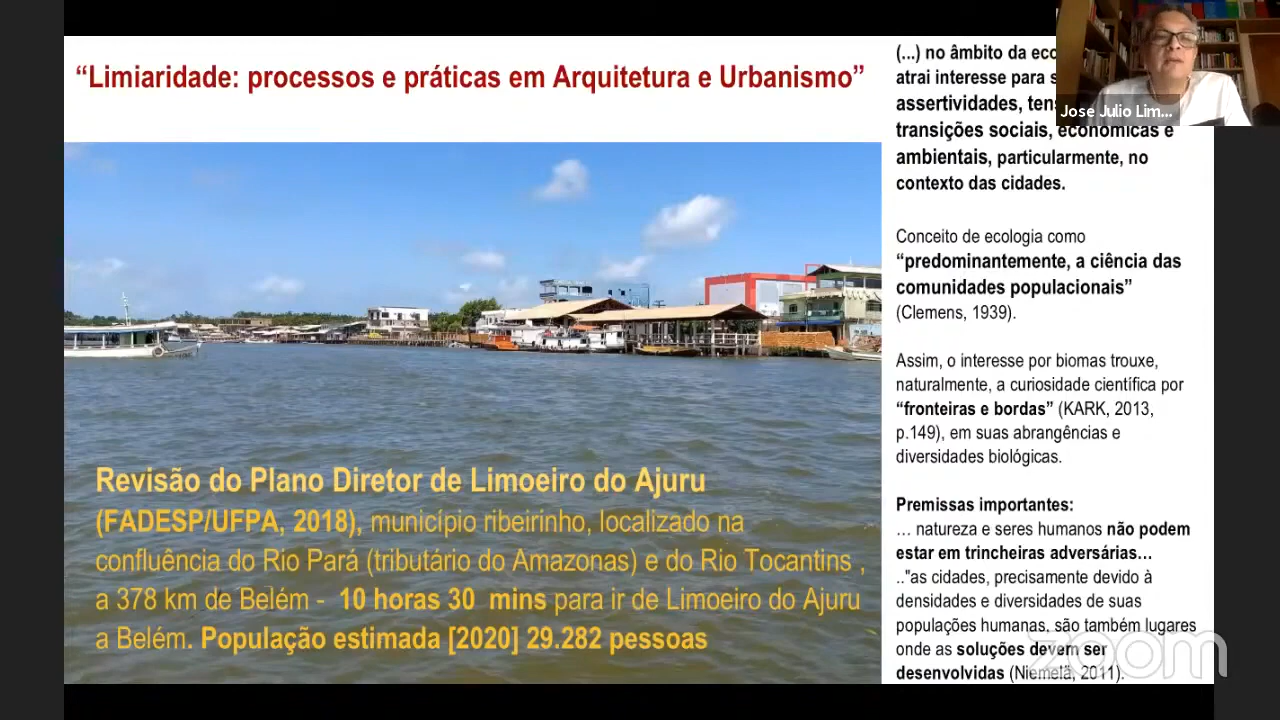 “Limiaridade: processos e práticas em Arquitetura e Urbanismo”
Revisão do Plano Diretor de Limoeiro do Ajuru
(FADESP/UFPA, 2018), município ribeirinho, localizado na
confluência do Rio Pará (tributário do Amazonas) e do Rio Tocantins ,
a 378 km de Belém - 10 horas 30 mins para ir de Limoeiro do Ajuru
a Belém. População estimada [2020] 29.282 pessoas
(...) no âmbito da
atrai interesse para
assertividades,
transições sociais, econômicas e
ambientais, particularmente, no
contexto das cidades.
Conceito de ecologia como
“predominantemente, a ciência das
comunidades populacionais”
(Clemens, 1939).
Assim, o interesse por biomas trouxe,
naturalmente, a curiosidade científica por
“fronteiras e bordas” (KARK, 2013,
p.149), em suas abrangências e
diversidades biológicas.
Premissas importantes:
… natureza e seres humanos não podem
estar em trincheiras adversárias…
.."as cidades, precisamente devido à
densidades e diversidades de suas
populações humanas, são também lugares
onde as soluções devem ser
desenvolvidas (Niemelä, 2011).
Jose Julio Lim...
zoom